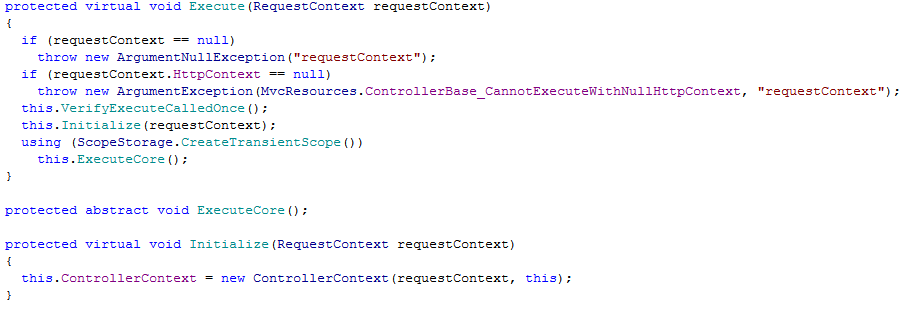 protected virtual void Execute(RequestContext requestContext)
{
  if (requestContext == null)
    throw new ArgumentNullException("requestContext");
  if (requestContext.HttpContext == null)
    throw new ArgumentException(MvcResources.ControllerBase_CannotExecuteWithNullHttpContext, "requestContext");
  this.VerifyExecuteCalledOnce();
  this.Initialize(requestContext);
  using (ScopeStorage.CreateTransientScope())
    this.ExecuteCore();
}

protected abstract void ExecuteCore();

protected virtual void Initialize(RequestContext requestContext)
{
  this.ControllerContext = new ControllerContext(requestContext, this);
}